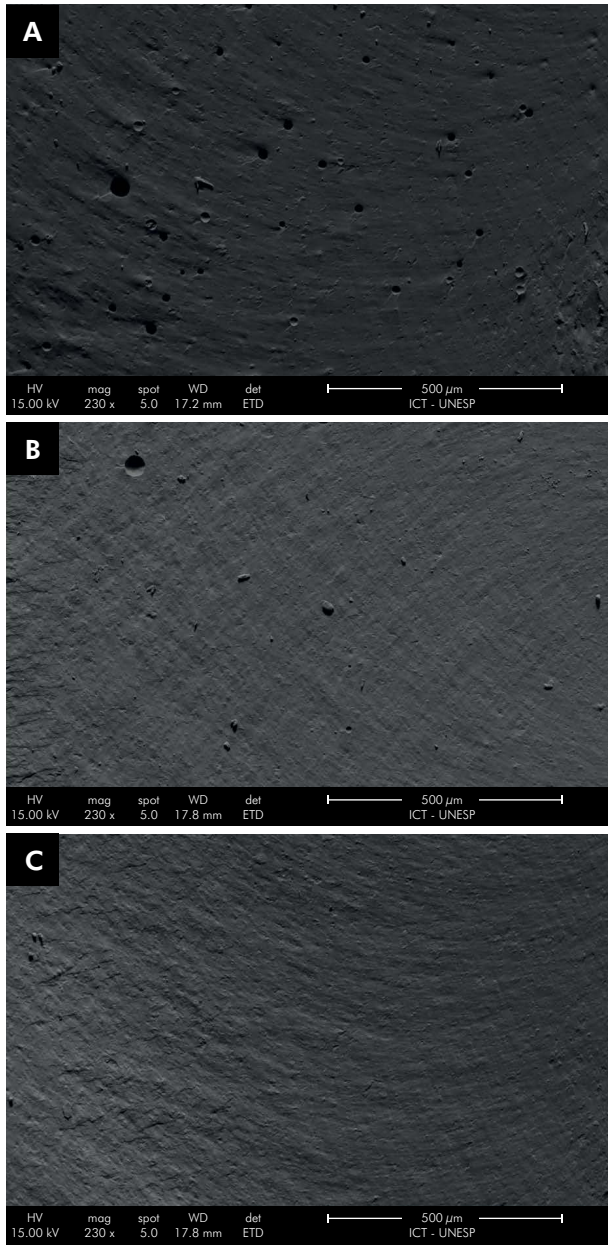 A
HV mag spot WD det 500 µm
15.00 kV 230 x 5.0 17.2 mm ETD ICT - UNESP
B
HV mag spot WD det 500 µm
15.00 kV 230 x 5.0 17.8 mm ETD ICT - UNESP
C
HV mag spot WD det 500 µm
15.00 kV 230 x 5.0 17.8 mm ETD ICT - UNESP